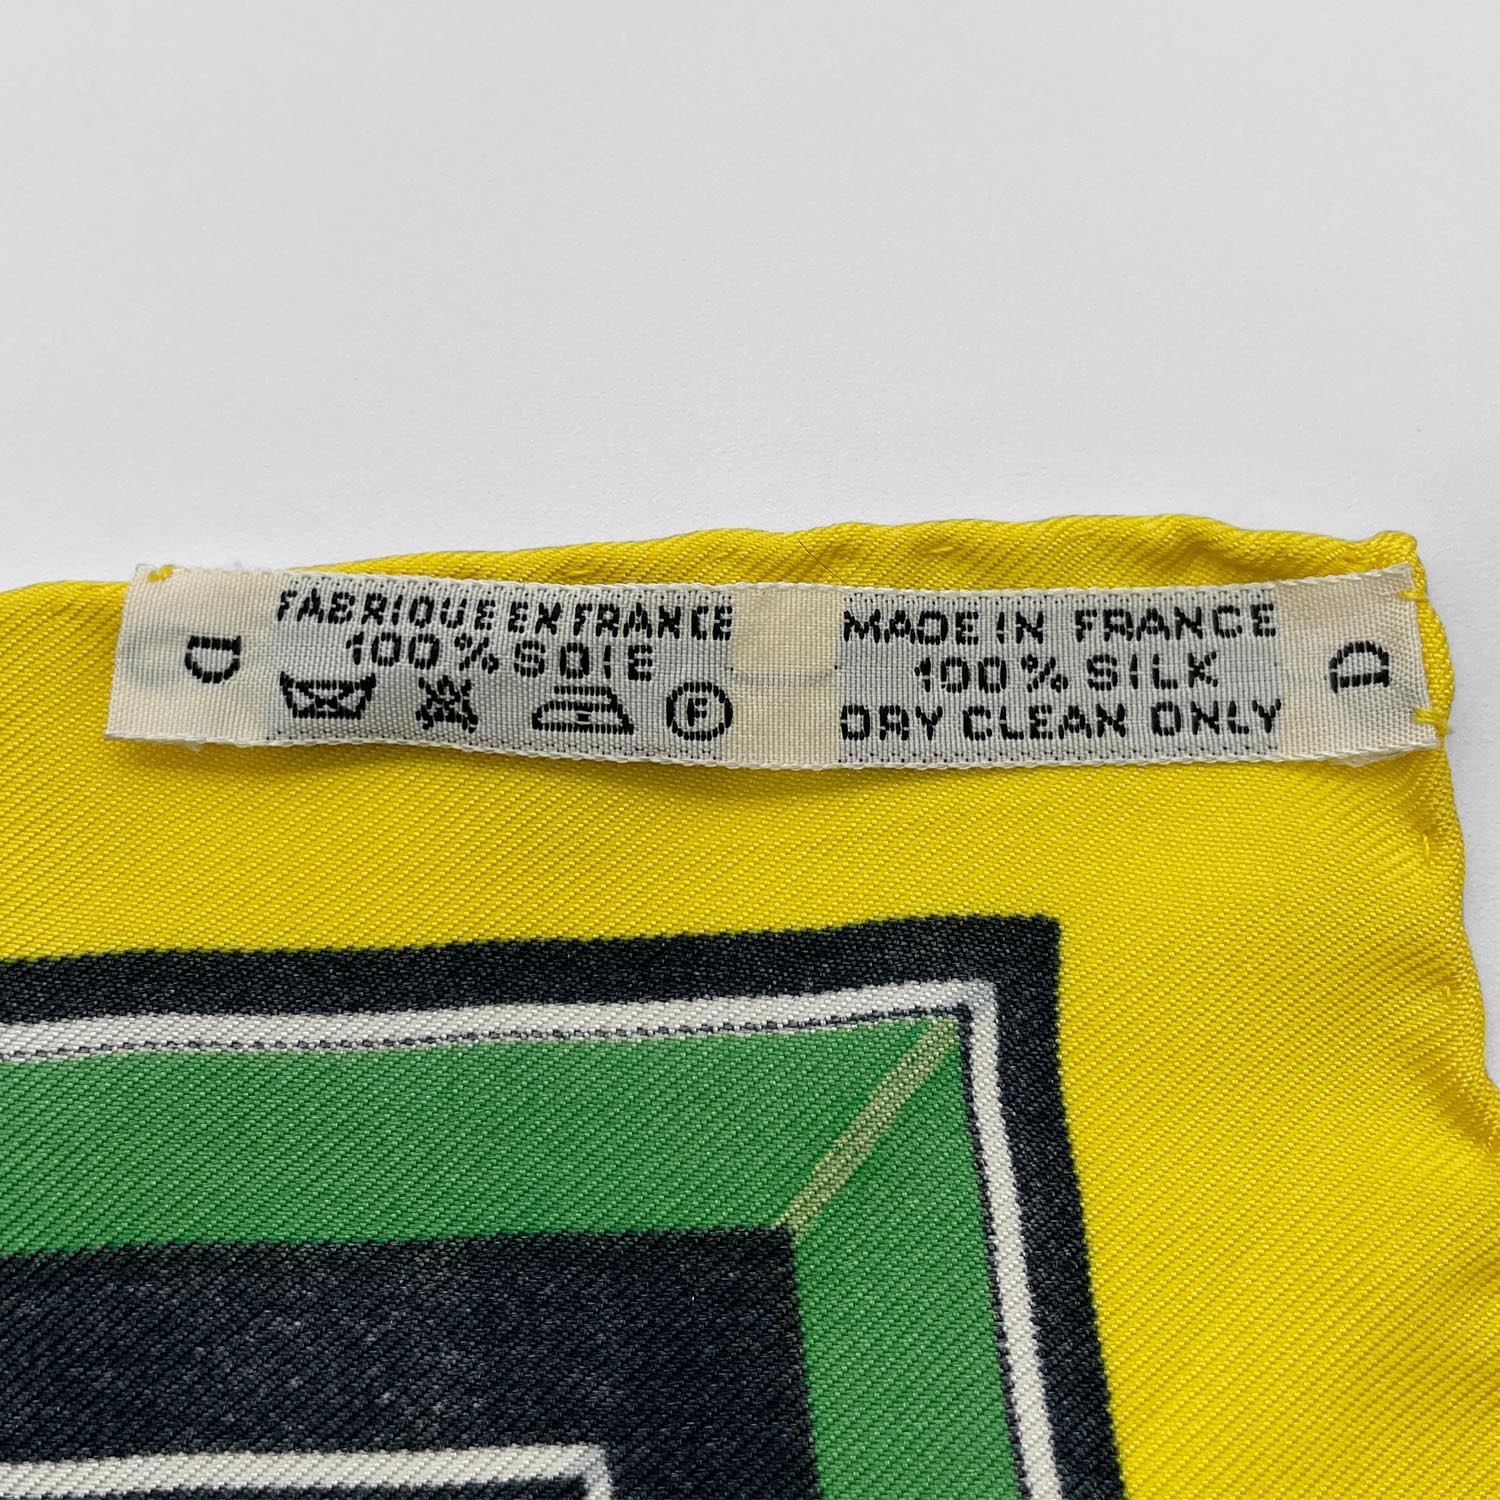 D
FABRIQUE EN FRANCE
100% SOIE
F
MADE IN FRANCE
100% SILK
DRY CLEAN ONLY
D